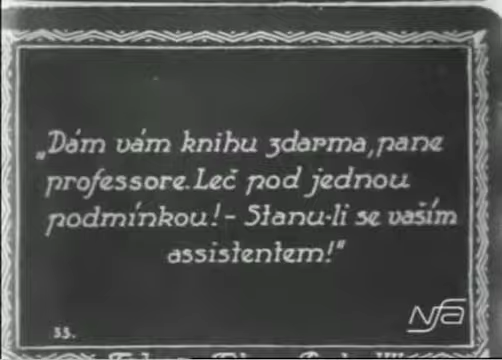 „Dám vám knihu zdarma, pane
professore. Leč pod jednou
podmínkou! - Stanu-li se vaším
assistentem!"
33.
nfa